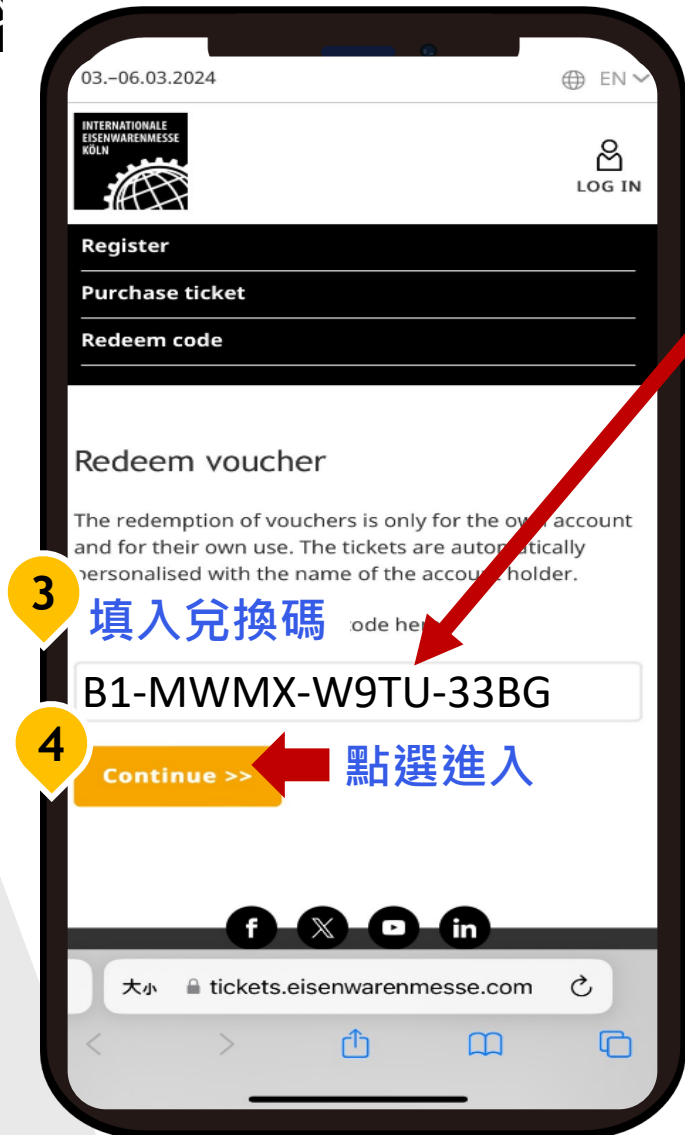 03.–06.03.2024
EN
INTERNATIONALE
EISENWARENMESSE
KÖLN
LOG IN
Register
Purchase ticket
Redeem code
Redeem voucher
The redemption of vouchers is only for the own account
and for their own use. The tickets are automatically
personalised with the name of the account holder.
3
填入兌換碼
B1-MWMX-W9TU-33BG
4
Continue >>
點選進入
f X in
大小 tickets.eisenwarenmesse.com